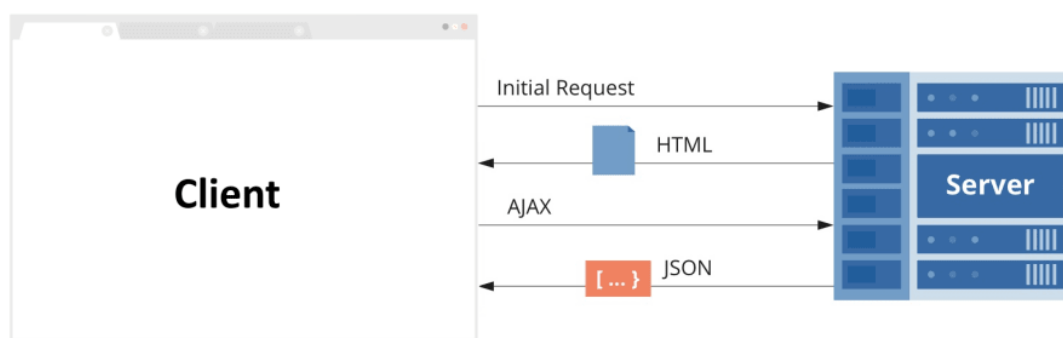 Initial Request
HTML
Client
Server
AJAX
JSON
[ ... }